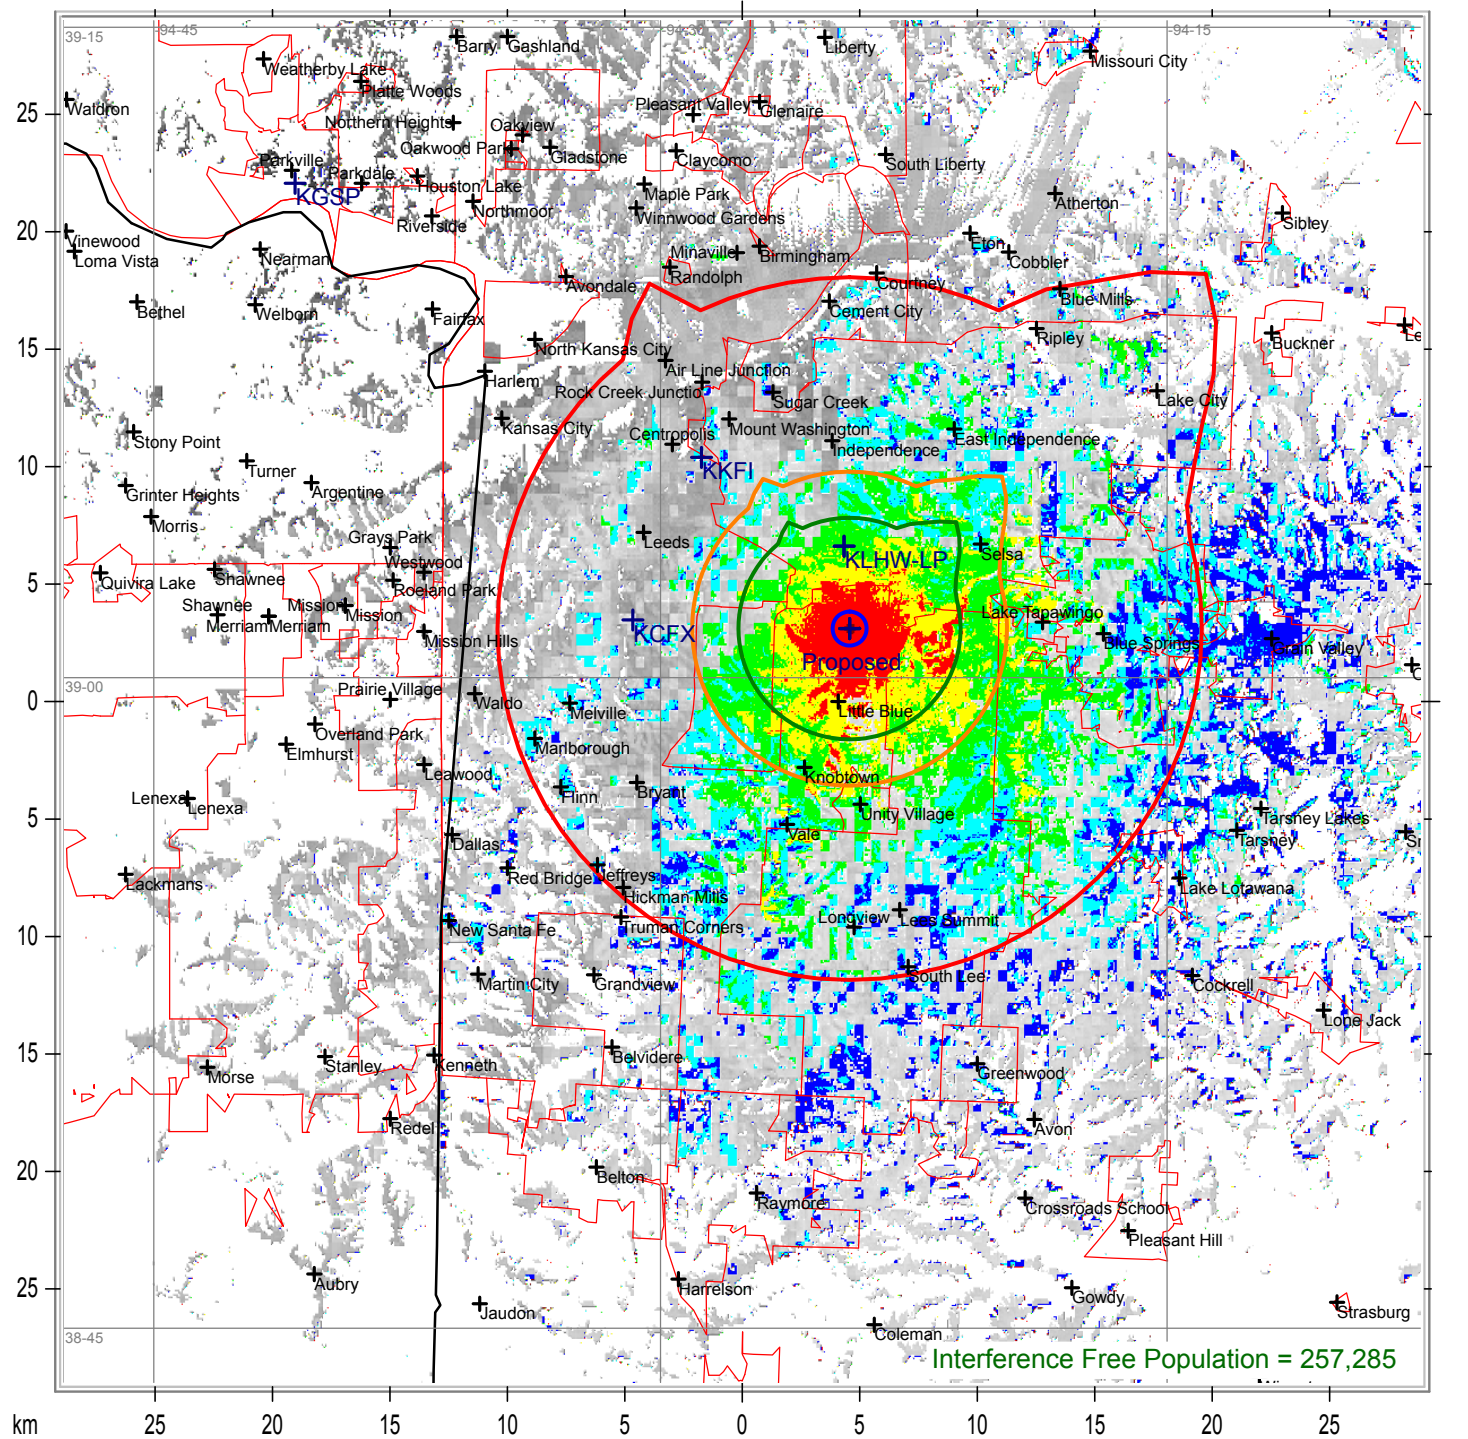 39-15
-94-45
-94-30
-94-15
Barry
Gashland
Liberty
Missouri City
Weatherby Lake
Platte Woods
Waldron
Pleasant Valley
Glenaire
25
Northern Heights
Oakview
Oakwood Park
Gladstone
Claycomo
South Liberty
Parkville
Parkdale
KGSP
Houston Lake
Maple Park
Northmoor
Winnwood Gardens
Atherton
Riverside
Sibley
20
Vinewood
Loma Vista
Nearman
Minaville
Birmingham
Eton
Cobbler
Randolph
Avondale
Courtney
Blue Mills
Bethel
Welborn
Fairfax
Cement City
Ripley
Buckner
15
North Kansas City
Air Line Junction
Harlem
Rock Creek Junctio
Sugar Creek
Lake City
Stony Point
Kansas City
Centropolis
Mount Washington
Independence
East Independence
10
Turner
KKFI
Grinter Heights
Argentine
Morris
Grays Park
Leeds
Westwood
KLHW-LP
Selsa
5
Quivira Lake
Shawnee
Roeland Park
Shawnee
Mission
Mission
Lake Tapawingo
Merriam
Merriam
Mission Hills
KCFX
Blue Springs
Grain Valley
Proposed
39-00
Prairie Village
Waldo
Melville
Little Blue
0
Overland Park
Elmhurst
Marlborough
Leawood
Knobtown
Lenexa
Lenexa
Flinn
Bryant
Unity Village
Tarsney Lakes
5
Dallas
Vale
Tarsney
Lackmans
Red Bridge
Jeffreys
Hickman Mills
Lake Lotawana
Longview
Lees Summit
10
New Santa Fe
Truman Corners
Martin City
Grandview
South Lee
Cockrell
Lone Jack
15
Morse
Stanley
Kenneth
Belvidere
Greenwood
Redel
Avon
20
Belton
Raymore
Crossroads School
Pleasant Hill
25
Aubry
Jaudon
Harrelson
Gowdy
Strasburg
38-45
Coleman
Interference Free Population = 257,285
km
25
20
15
10
5
0
5
10
15
20
25